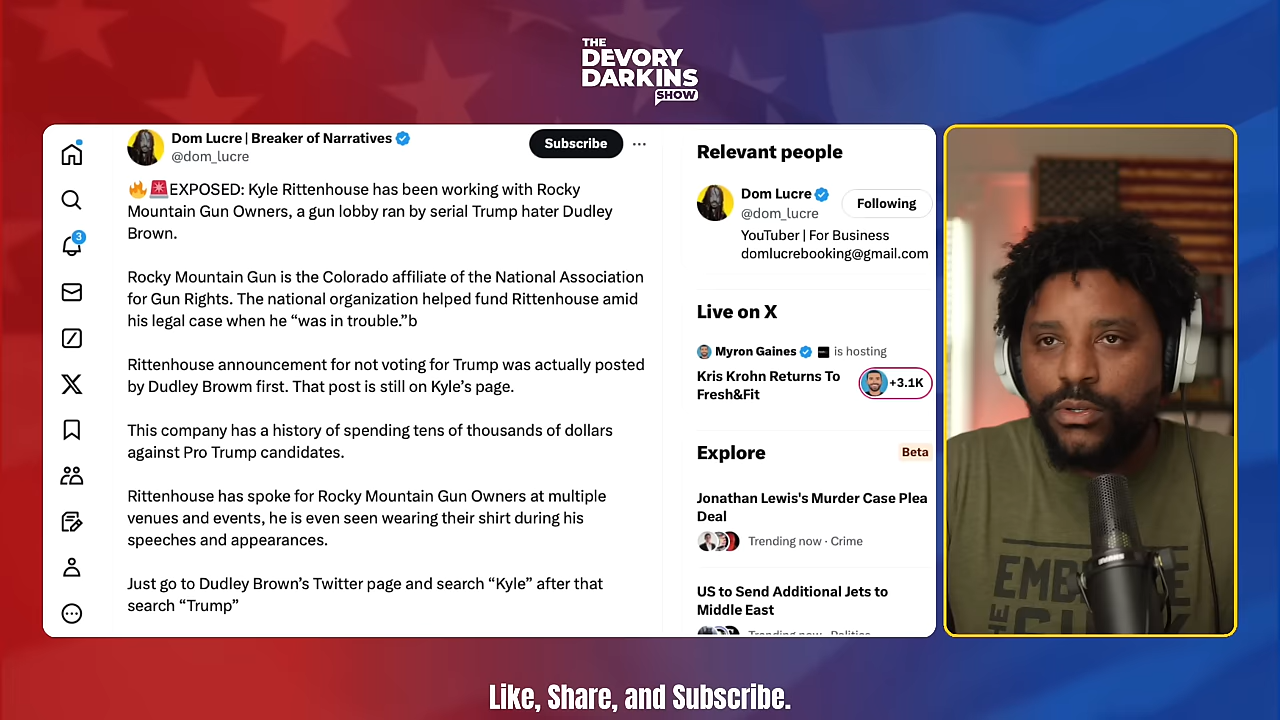 THE
DEVORY
DARKINS
SHOW
Dom Lucre | Breaker of Narratives
@dom_lucre
Subscribe
🔥🚨EXPOSED: Kyle Rittenhouse has been working with Rocky
Mountain Gun Owners, a gun lobby ran by serial Trump hater Dudley
Brown.
Rocky Mountain Gun is the Colorado affiliate of the National Association
for Gun Rights. The national organization helped fund Rittenhouse amid
his legal case when he “was in trouble.”b
Rittenhouse announcement for not voting for Trump was actually posted
by Dudley Browm first. That post is still on Kyle’s page.
This company has a history of spending tens of thousands of dollars
against Pro Trump candidates.
Rittenhouse has spoke for Rocky Mountain Gun Owners at multiple
venues and events, he is even seen wearing their shirt during his
speeches and appearances.
Just go to Dudley Brown’s Twitter page and search “Kyle” after that
search “Trump”
3
Relevant people
Dom Lucre
@dom_lucre
Following
YouTuber | For Business
domlucrebooking@gmail.com
Live on X
Myron Gaines is hosting
Kris Krohn Returns To
Fresh&Fit
+3.1K
Explore
Beta
Jonathan Lewis's Murder Case Plea
Deal
Trending now · Crime
US to Send Additional Jets to
Middle East
Trending now · Politics
THE
Like, Share, and Subscribe.